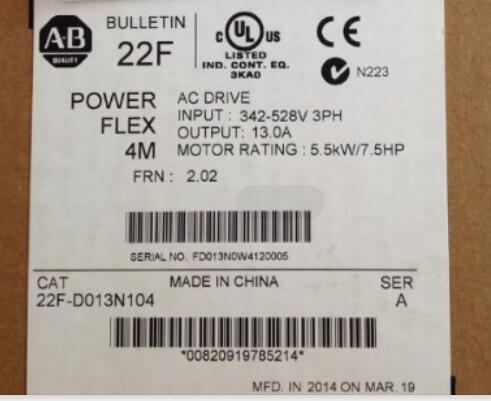 A-B
QUALITY
BULLETIN
22F
C UL US
LISTED
IND. CONT. EQ.
3KA0
CE
N223
POWER
FLEX
4M
AC DRIVE
INPUT : 342-528V 3PH
OUTPUT: 13.0A
MOTOR RATING : 5.5kW/7.5HP
FRN : 2.02
SERIAL NO. FD013N0W4120005
CAT
MADE IN CHINA
SER
22F-D013N104
A
*00820919785214*
MFD. IN 2014 ON MAR. 19